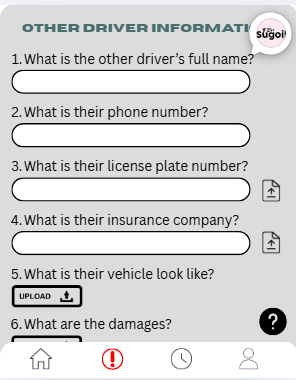 OTHER DRIVER INFORMATI
sugoi!
1. What is the other driver's full name?
2. What is their phone number?
3. What is their license plate number?
4. What is their insurance company?
5. What is their vehicle look like?
UPLOAD
?
6. What are the damages?